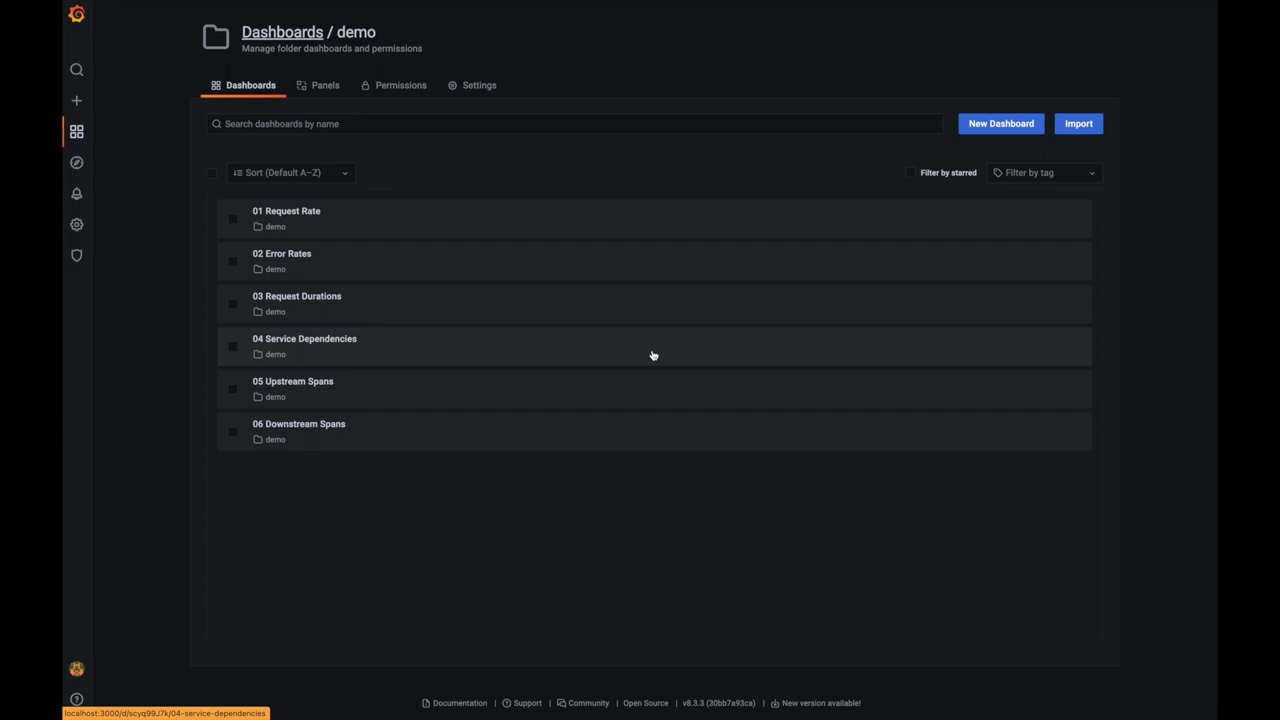 Dashboards / demo
Manage folder dashboards and permissions
Dashboards Panels Permissions Settings
Search dashboards by name New Dashboard Import
Sort (Default A–Z) Filter by starred Filter by tag
01 Request Rate
demo
02 Error Rates
demo
03 Request Durations
demo
04 Service Dependencies
demo
05 Upstream Spans
demo
06 Downstream Spans
demo
Documentation | Support | Community | Open Source | v8.3.3 (30bb7a93ca) | New version available!
localhost:3000/d/scyq99J7k/04-service-dependencies